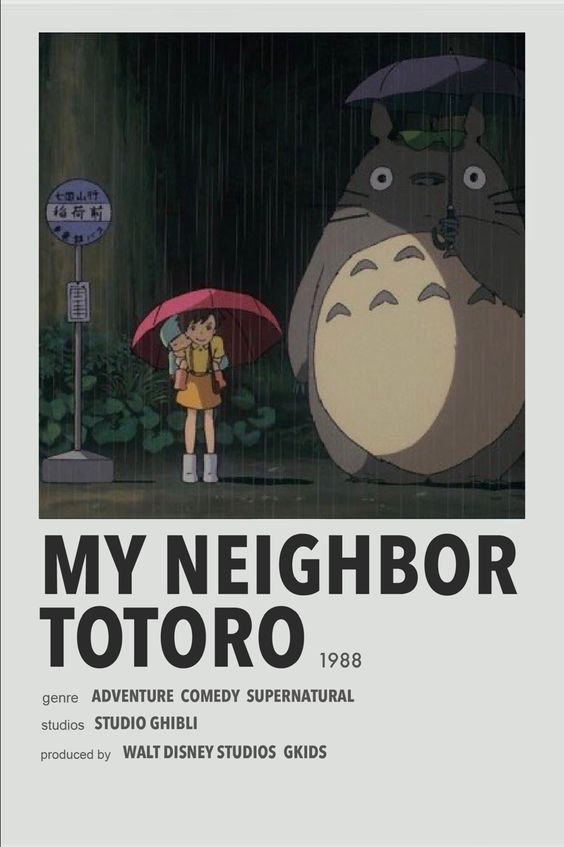 七国山行
稲荷前
MY NEIGHBOR
TOTORO 1988
genre ADVENTURE COMEDY SUPERNATURAL
studios STUDIO GHIBLI
produced by WALT DISNEY STUDIOS GKIDS